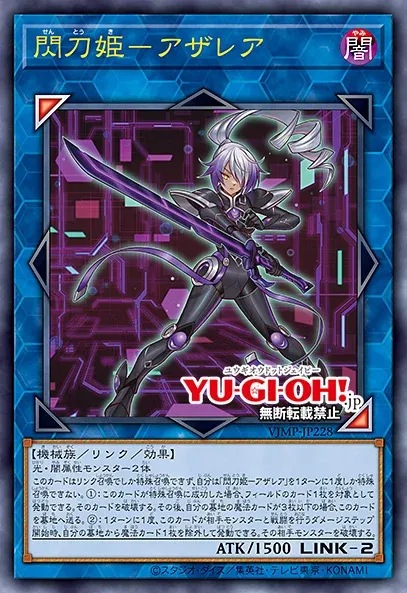 せんとうき
閃刀姫－アザレア
やみ
闇
ユウギオウドットジェイピー
YU-GI-OH!.jp
無断転載禁止
VJMP-JP228
【機械族／リンク／効果】
光・闇属性モンスター２体
このカードはリンク召喚でしか特殊召喚できず、自分は「閃刀姫－アザレア」を１ターンに１度しか特殊
召喚できない。①：このカードが特殊召喚に成功した場合、フィールドのカード１枚を対象として
発動できる。そのカードを破壊する。その後、自分の墓地の魔法カードが３枚以下の場合、このカード
を墓地へ送る。②：１ターンに１度、このカードが相手モンスターと戦闘を行うダメージステップ
開始時、自分の墓地から魔法カード１枚を除外して発動できる。その相手モンスターを破壊する。
ATK/1500 LINK-2
©スタジオ・ダイス／集英社・テレビ東京・KONAMI